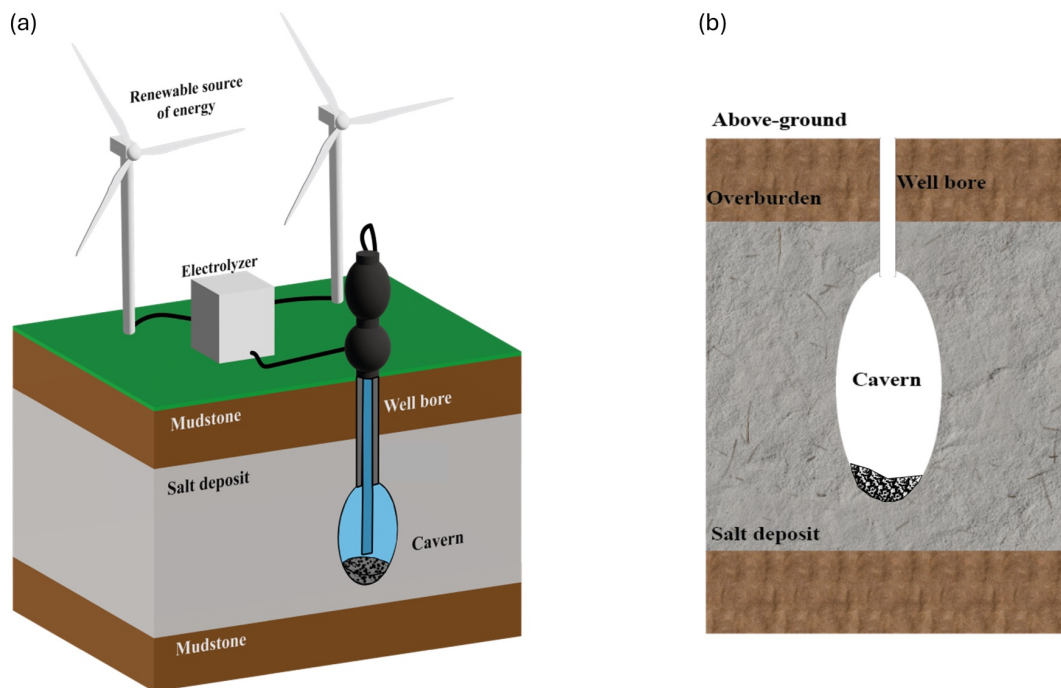 (a)
Renewable source
of energy
Electrolyzer
Well bore
Mudstone
Salt deposit
Cavern
Mudstone
(b)
Above-ground
Well bore
Overburden
Cavern
Salt deposit